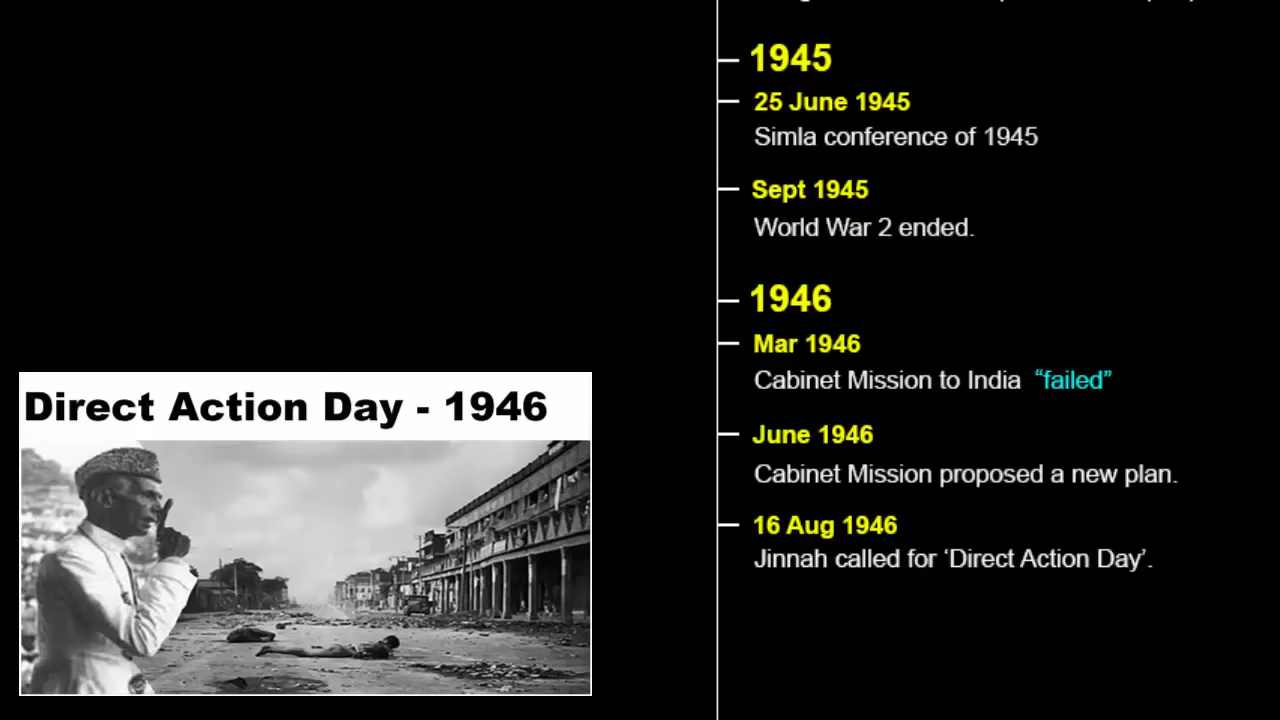 1945
25 June 1945
Simla conference of 1945
Sept 1945
World War 2 ended.
1946
Mar 1946
Cabinet Mission to India “failed”
June 1946
Cabinet Mission proposed a new plan.
16 Aug 1946
Jinnah called for ‘Direct Action Day’.
Direct Action Day - 1946